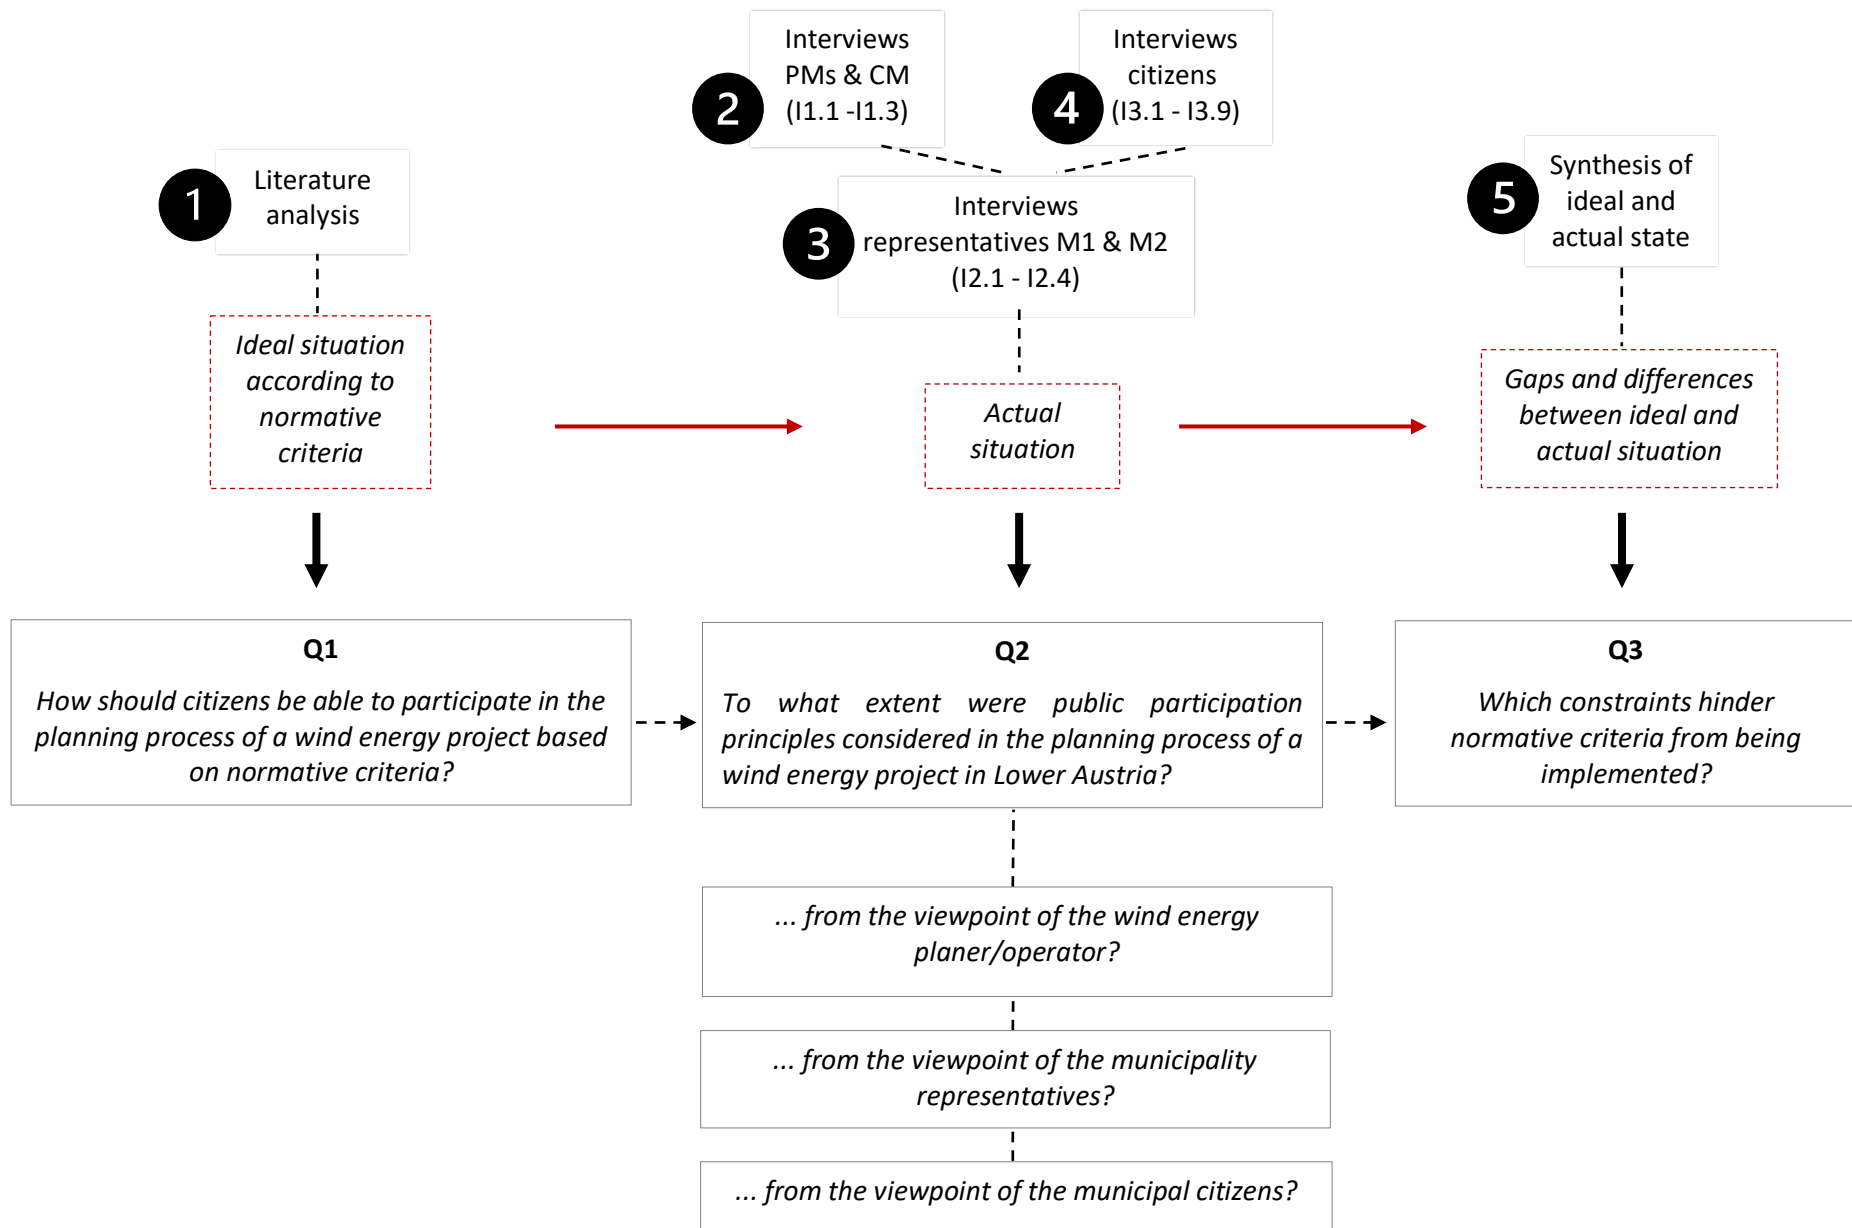 1
Literature
analysis
Ideal situation
according to
normative
criteria
2
Interviews
PMs & CM
(I1.1 -I1.3)
4
Interviews
citizens
(I3.1 - I3.9)
3
Interviews
representatives M1 & M2
(I2.1 - I2.4)
Actual
situation
5
Synthesis of
ideal and
actual state
Gaps and differences
between ideal and
actual situation
Q1
How should citizens be able to participate in the
planning process of a wind energy project based
on normative criteria?
Q2
To what extent were public participation
principles considered in the planning process of a
wind energy project in Lower Austria?
Q3
Which constraints hinder
normative criteria from being
implemented?
... from the viewpoint of the wind energy
planer/operator?
... from the viewpoint of the municipality
representatives?
... from the viewpoint of the municipal citizens?